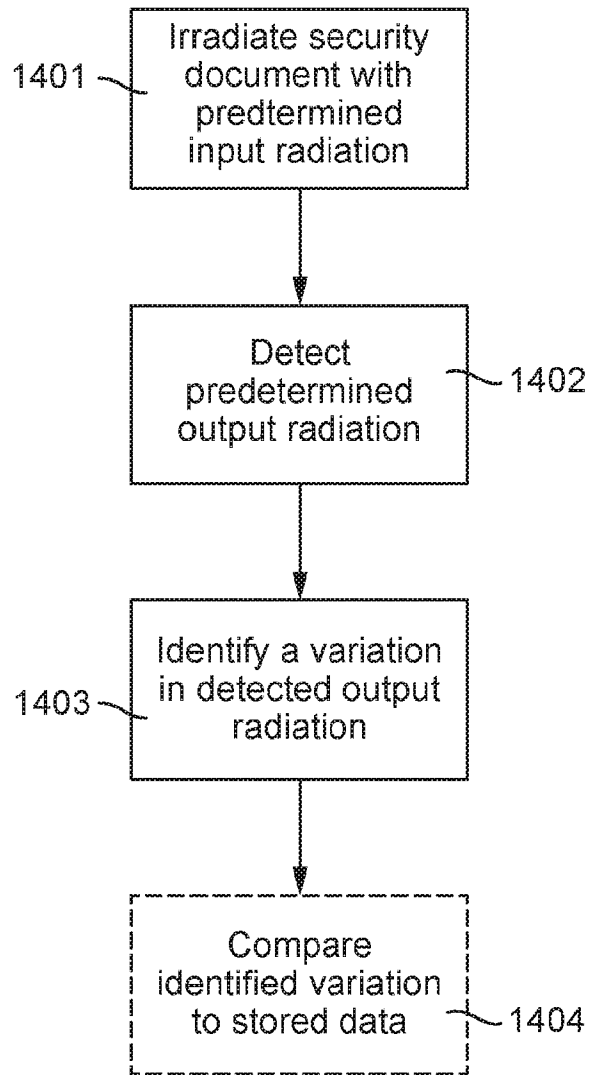 Irradiate security
1401
document with
predtermined
input radiation
Detect
predetermined
1402
output radiation
Identify a variation
in detected output
1403
radiation
Compare
identified variation
to stored data
1404